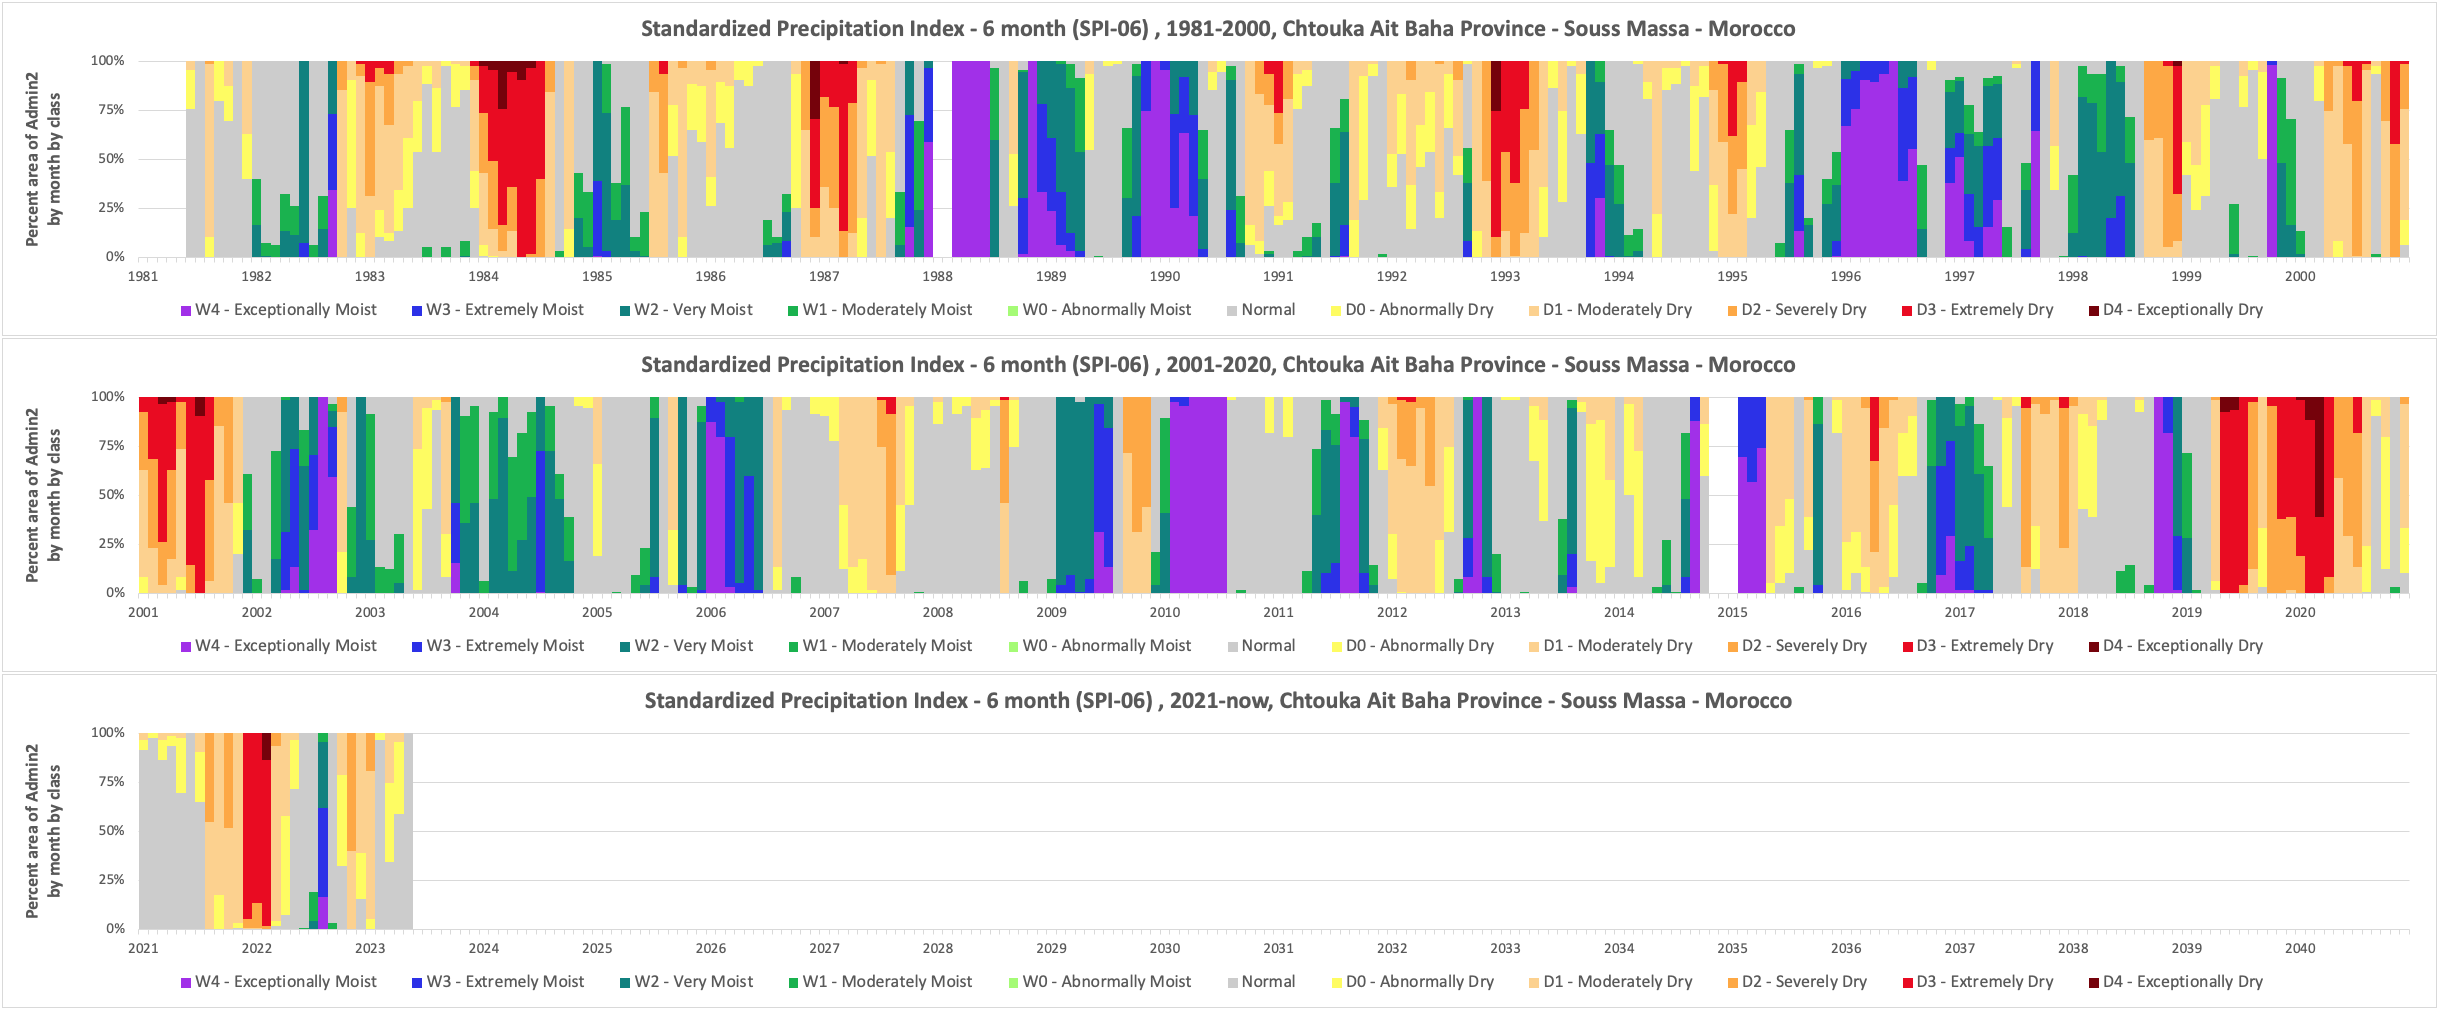 Standardized Precipitation Index - 6 month (SPI-06) , 1981-2000, Chtouka Ait Baha Province - Souss Massa - Morocco
Percent area of Admin2
by month by class
100%
75%
50%
25%
0%
1981 1982 1983 1984 1985 1986 1987 1988 1989 1990 1991 1992 1993 1994 1995 1996 1997 1998 1999 2000
W4 - Exceptionally Moist W3 - Extremely Moist W2 - Very Moist W1 - Moderately Moist W0 - Abnormally Moist Normal D0 - Abnormally Dry D1 - Moderately Dry D2 - Severely Dry D3 - Extremely Dry D4 - Exceptionally Dry
Standardized Precipitation Index - 6 month (SPI-06) , 2001-2020, Chtouka Ait Baha Province - Souss Massa - Morocco
Percent area of Admin2
by month by class
100%
75%
50%
25%
0%
2001 2002 2003 2004 2005 2006 2007 2008 2009 2010 2011 2012 2013 2014 2015 2016 2017 2018 2019 2020
W4 - Exceptionally Moist W3 - Extremely Moist W2 - Very Moist W1 - Moderately Moist W0 - Abnormally Moist Normal D0 - Abnormally Dry D1 - Moderately Dry D2 - Severely Dry D3 - Extremely Dry D4 - Exceptionally Dry
Standardized Precipitation Index - 6 month (SPI-06) , 2021-now, Chtouka Ait Baha Province - Souss Massa - Morocco
Percent area of Admin2
by month by class
100%
75%
50%
25%
0%
2021 2022 2023 2024 2025 2026 2027 2028 2029 2030 2031 2032 2033 2034 2035 2036 2037 2038 2039 2040
W4 - Exceptionally Moist W3 - Extremely Moist W2 - Very Moist W1 - Moderately Moist W0 - Abnormally Moist Normal D0 - Abnormally Dry D1 - Moderately Dry D2 - Severely Dry D3 - Extremely Dry D4 - Exceptionally Dry